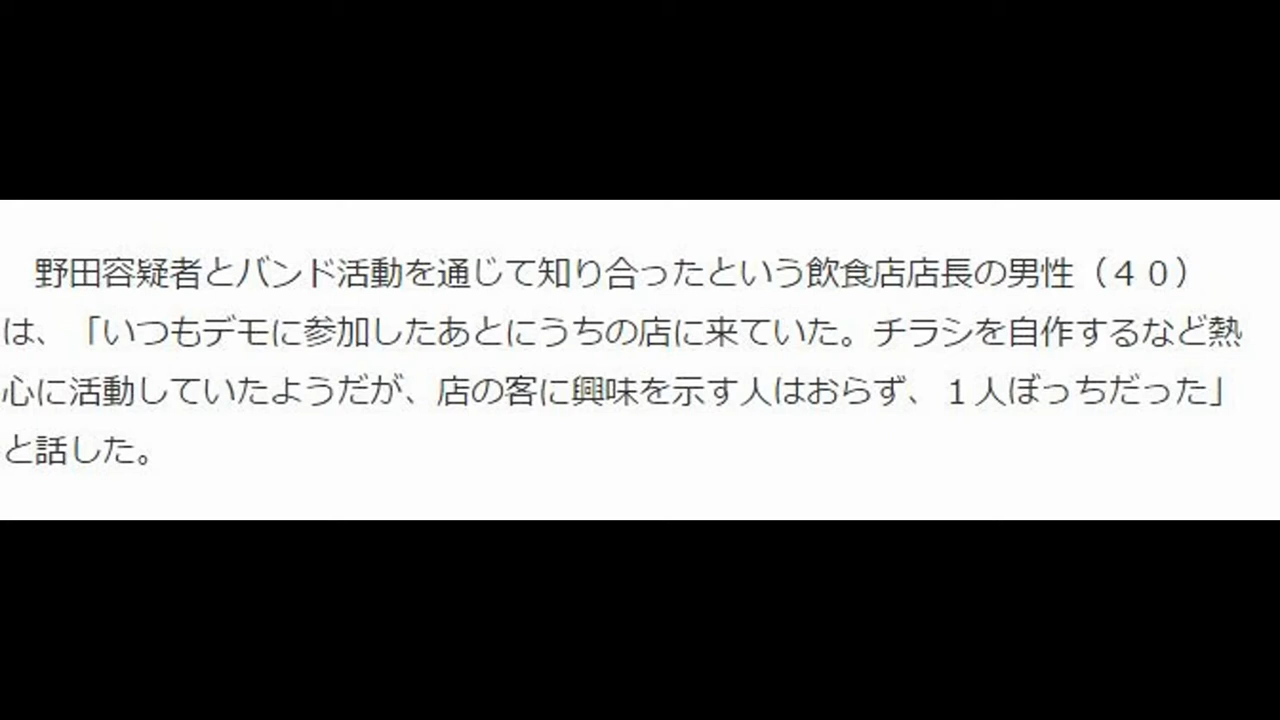 野田容疑者とバンド活動を通じて知り合ったという飲食店店長の男性（４０）
は、「いつもデモに参加したあとにうちの店に来ていた。チラシを自作するなど熱
心に活動していたようだが、店の客に興味を示す人はおらず、１人ぼっちだった」
と話した。